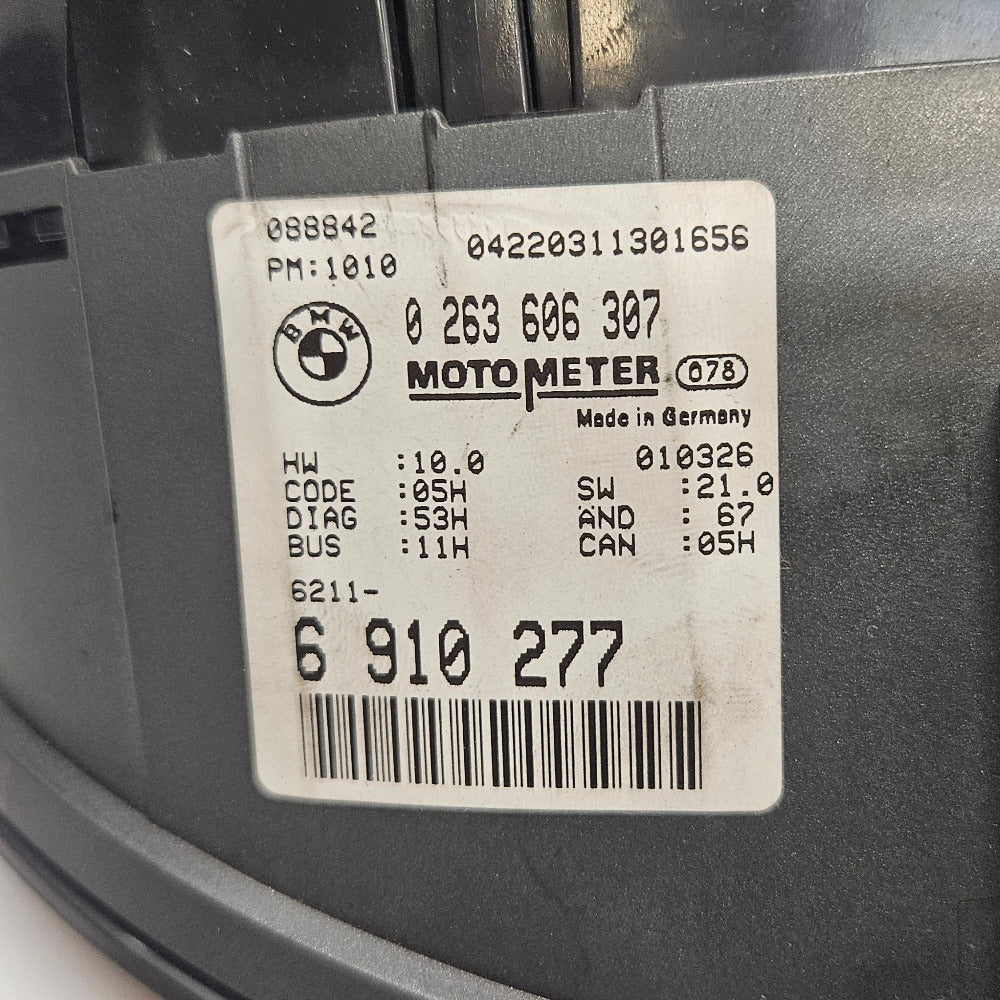 088842
04220311301656
PM:1010
BMW
0 263 606 307
MOTOMETER 078
Made in Germany
HW :10.0 010326
CODE :05H SW :21.0
DIAG :53H AND : 67
BUS :11H CAN :05H
6211-
6 910 277